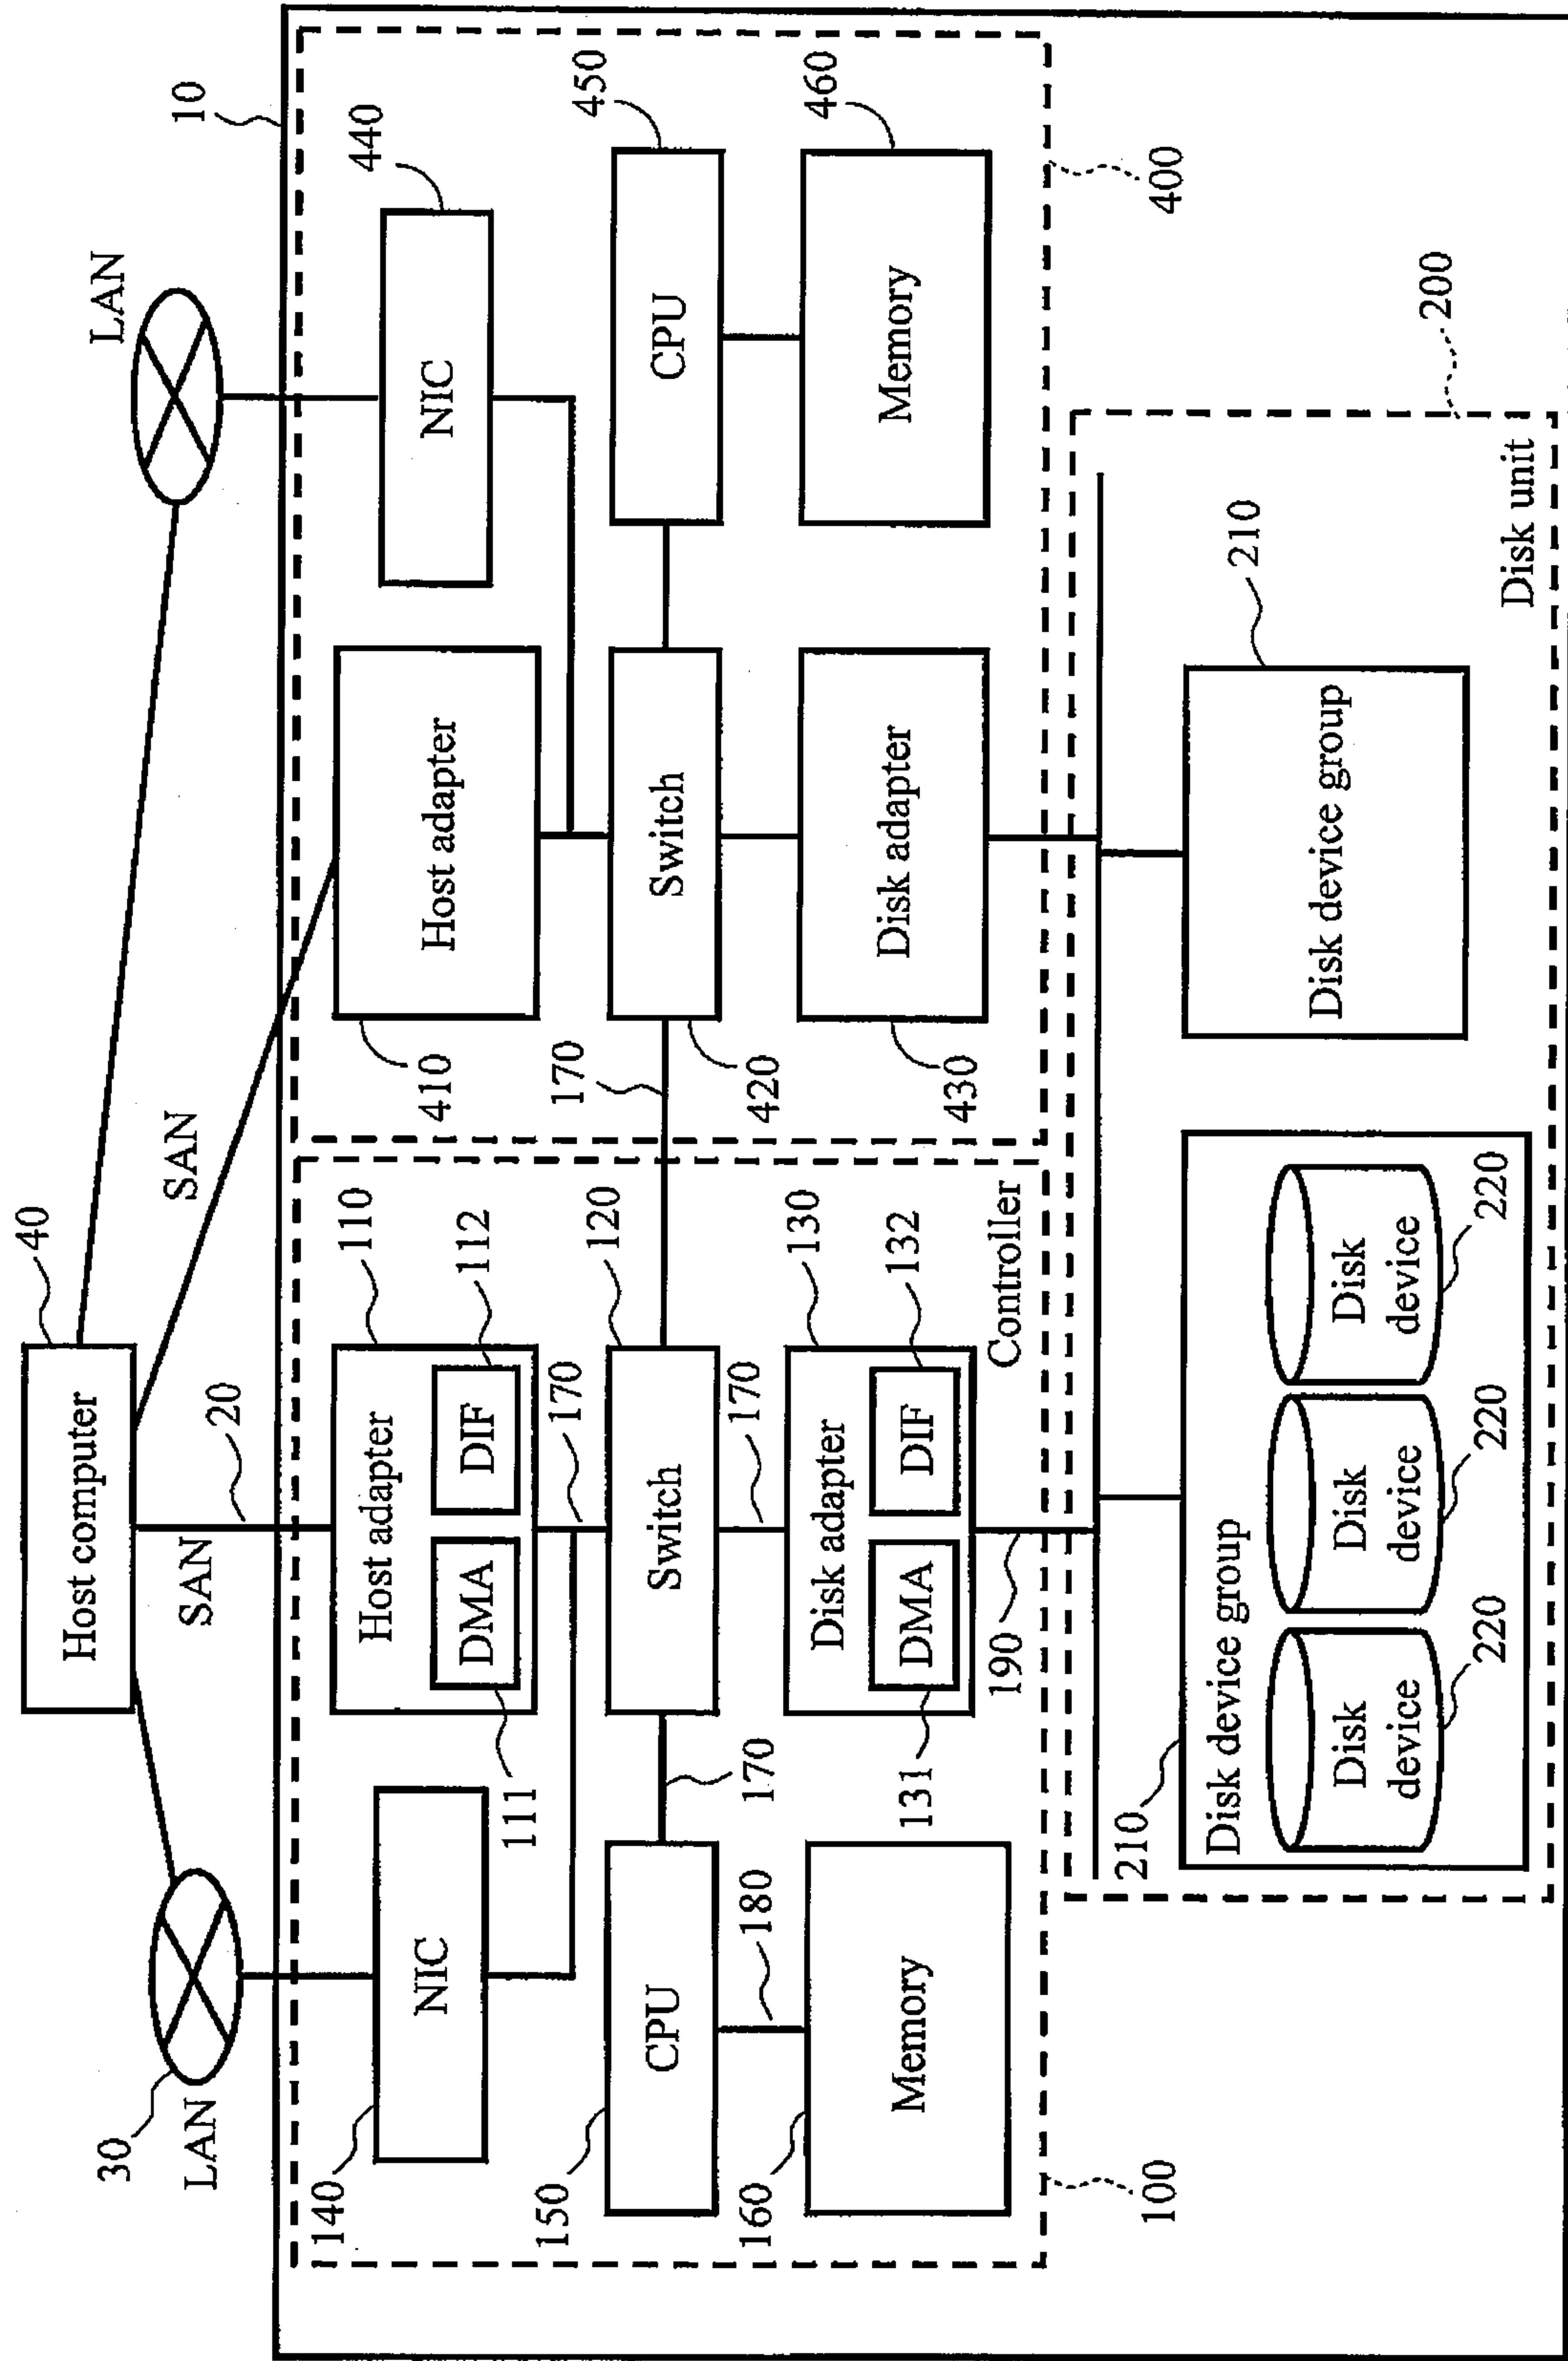 40
Host computer
SAN
20
SAN
30
LAN
LAN
10
140
NIC
110
Host adapter
DMA
DIF
111
112
170
410
Host adapter
440
NIC
150
CPU
170
120
Switch
170
170
420
Switch
450
CPU
180
160
Memory
130
Disk adapter
DMA
DIF
131
132
190
Controller
100
430
Disk adapter
460
Memory
400
200
Disk unit
210
Disk device group
Disk
device
220
Disk
device
220
Disk
device
220
210
Disk device group